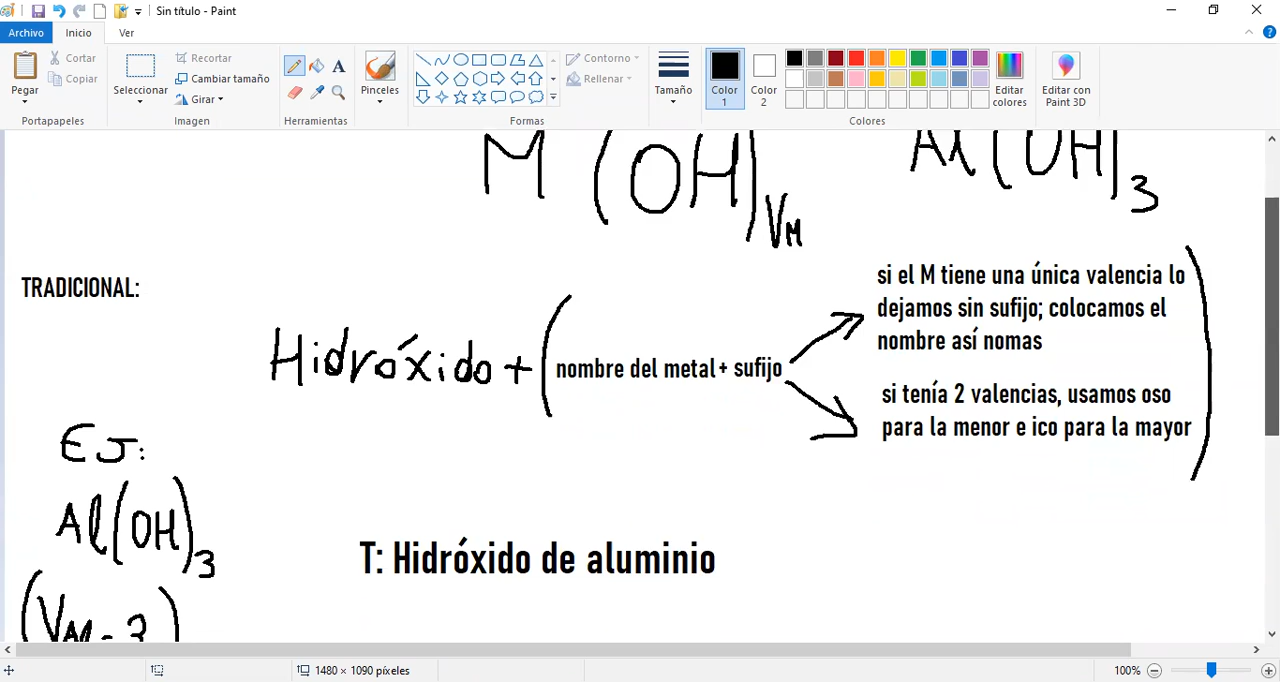 Sin título - Paint
Archivo Inicio Ver
Pegar
Cortar
Copiar
Portapapeles
Seleccionar
Recortar
Cambiar tamaño
Girar
Imagen
A
Herramientas
Pinceles
Contorno
Rellenar
Formas
Tamaño
Color 1
Color 2
Editar colores
Colores
Editar con Paint 3D
M (OH)VM
Al(OH)3
TRADICIONAL:
Hidróxido + (nombre del metal + sufijo
si el M tiene una única valencia lo
dejamos sin sufijo; colocamos el
nombre así nomas
si tenía 2 valencias, usamos oso
para la menor e ico para la mayor
)
EJ:
Al(OH)3
(VM=3)
T: Hidróxido de aluminio
1480 × 1090 píxeles
100%